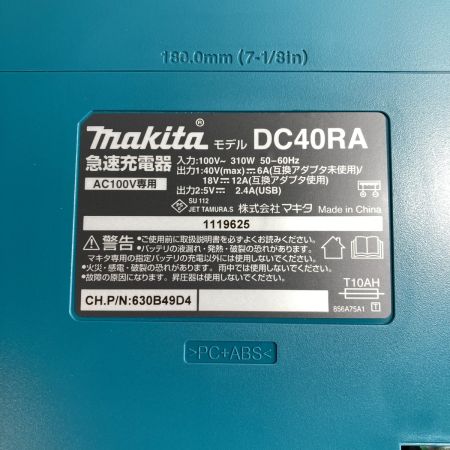 180.0mm (7-1/8in)
makita モデル DC40RA
急速充電器
AC100V専用
入力:100V~ 310W 50-60Hz
出力1:40V(max)⎓6A(互換アダプタ未使用)/
18V⎓12A(互換アダプタ使用)
出力2:5V⎓ 2.4A(USB)
SU 112
JET TAMURA.S
株式会社マキタ Made in China
1119625
⚠警告
●ご使用前に取扱説明書を必ずよくお読みください。
●バッテリの液漏れ・発熱・破裂の恐れがあります。
マキタ専用の指定バッテリの充電以外には使用しないでください。
●火災・感電・破裂の恐れがあります。雨中では使用しないでください。
●故障の原因になります。昇圧器は使用しないでください。
T10AH
CH.P/N:630B49D4
856A75A1 T
>PC+ABS<